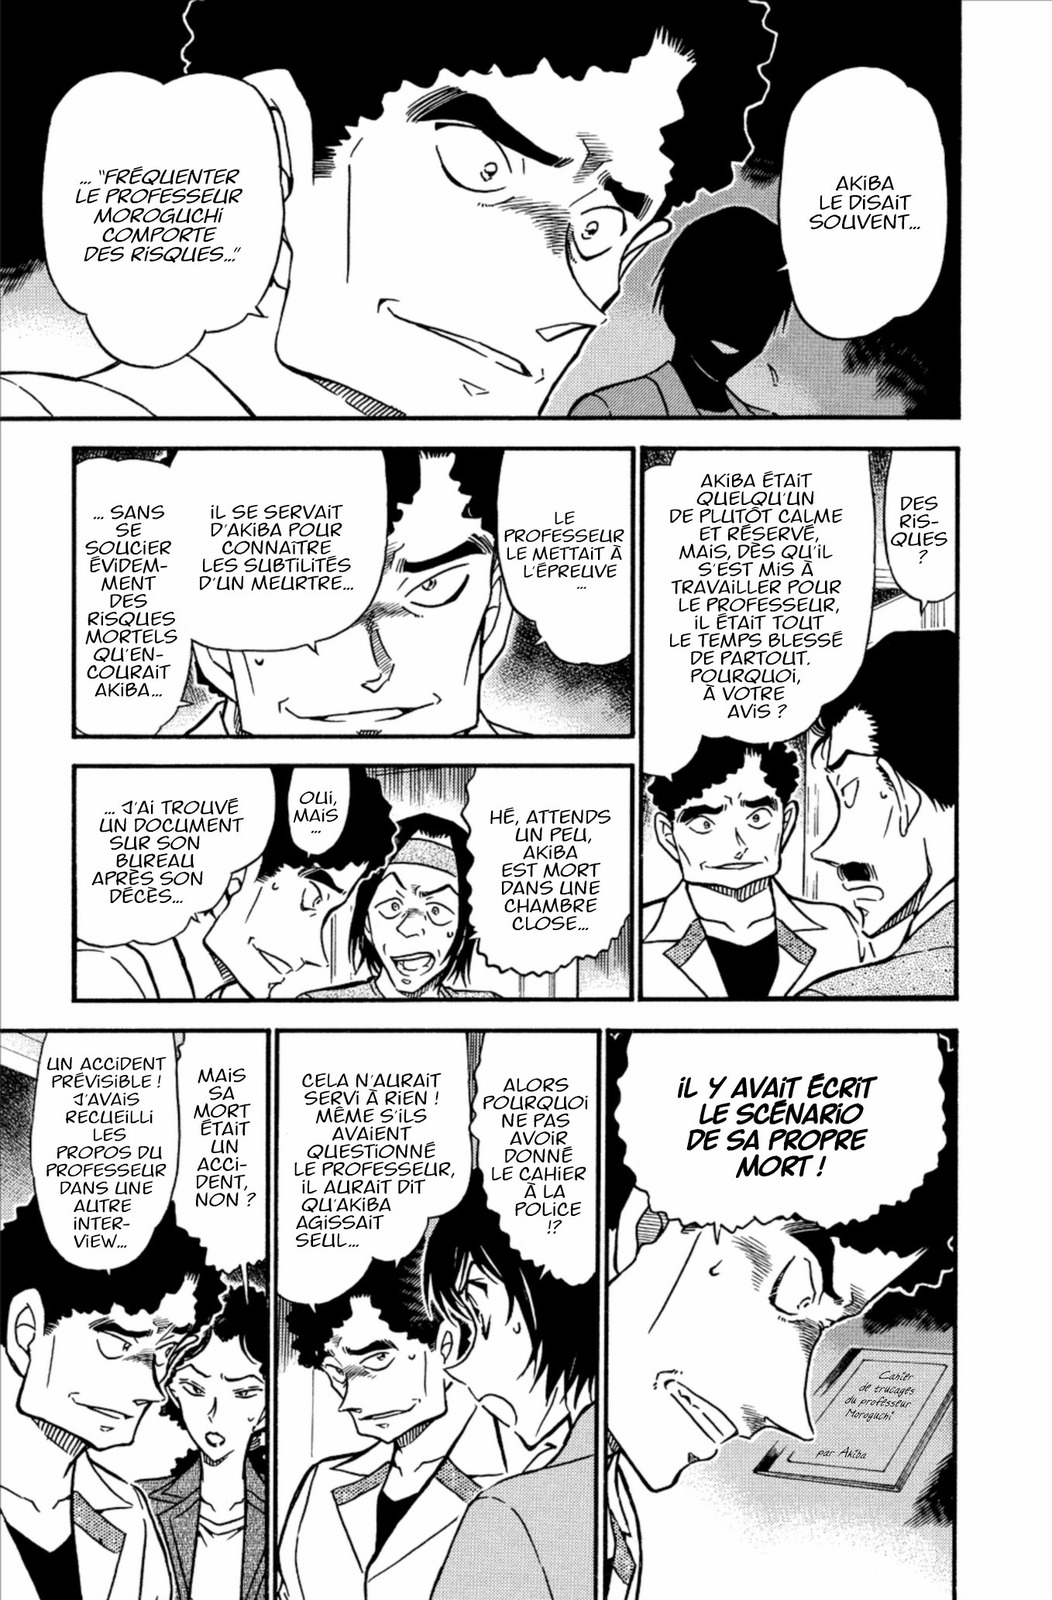 AKIBA
LE DISAIT
SOUVENT...
... "FRÉQUENTER
LE PROFESSEUR
MOROGUCHI
COMPORTE
DES RISQUES..."
DES
RIS-
QUES
?
AKIBA ÉTAIT
QUELQU'UN
DE PLUTÔT CALME
ET RÉSERVÉ,
MAIS, DÈS QU'IL
S'EST MIS À
TRAVAILLER POUR
LE PROFESSEUR,
IL ÉTAIT TOUT
LE TEMPS BLESSÉ
DE PARTOUT.
POURQUOI,
À VOTRE
AVIS ?
LE
PROFESSEUR
LE METTAIT À
L'ÉPREUVE
...
IL SE SERVAIT
D'AKIBA POUR
CONNAÎTRE
LES SUBTILITÉS
D'UN MEURTRE...
... SANS
SE
SOUCIER
ÉVIDEM-
MENT
DES
RISQUES
MORTELS
QU'EN-
COURAIT
AKIBA...
HÉ, ATTENDS
UN PEU,
AKIBA
EST MORT
DANS UNE
CHAMBRE
CLOSE...
OUI,
MAIS
...
... J'AI TROUVÉ
UN DOCUMENT
SUR SON
BUREAU
APRÈS SON
DÉCÈS...
IL Y AVAIT ÉCRIT
LE SCÉNARIO
DE SA PROPRE
MORT !
Cahier
de trucages
du professeur
Moroguchi
par Akiba
ALORS
POURQUOI
NE PAS
AVOIR
DONNÉ
LE CAHIER
À LA
POLICE
!?
CELA N'AURAIT
SERVI À RIEN !
MÊME S'ILS
AVAIENT
QUESTIONNÉ
LE PROFESSEUR,
IL AURAIT DIT
QU'AKIBA
AGISSAIT
SEUL...
MAIS
SA
MORT
ÉTAIT
UN
ACCI-
DENT,
NON ?
UN ACCIDENT
PRÉVISIBLE !
J'AVAIS
RECUEILLI
LES
PROPOS DU
PROFESSEUR
DANS UNE
AUTRE
INTER-
VIEW...